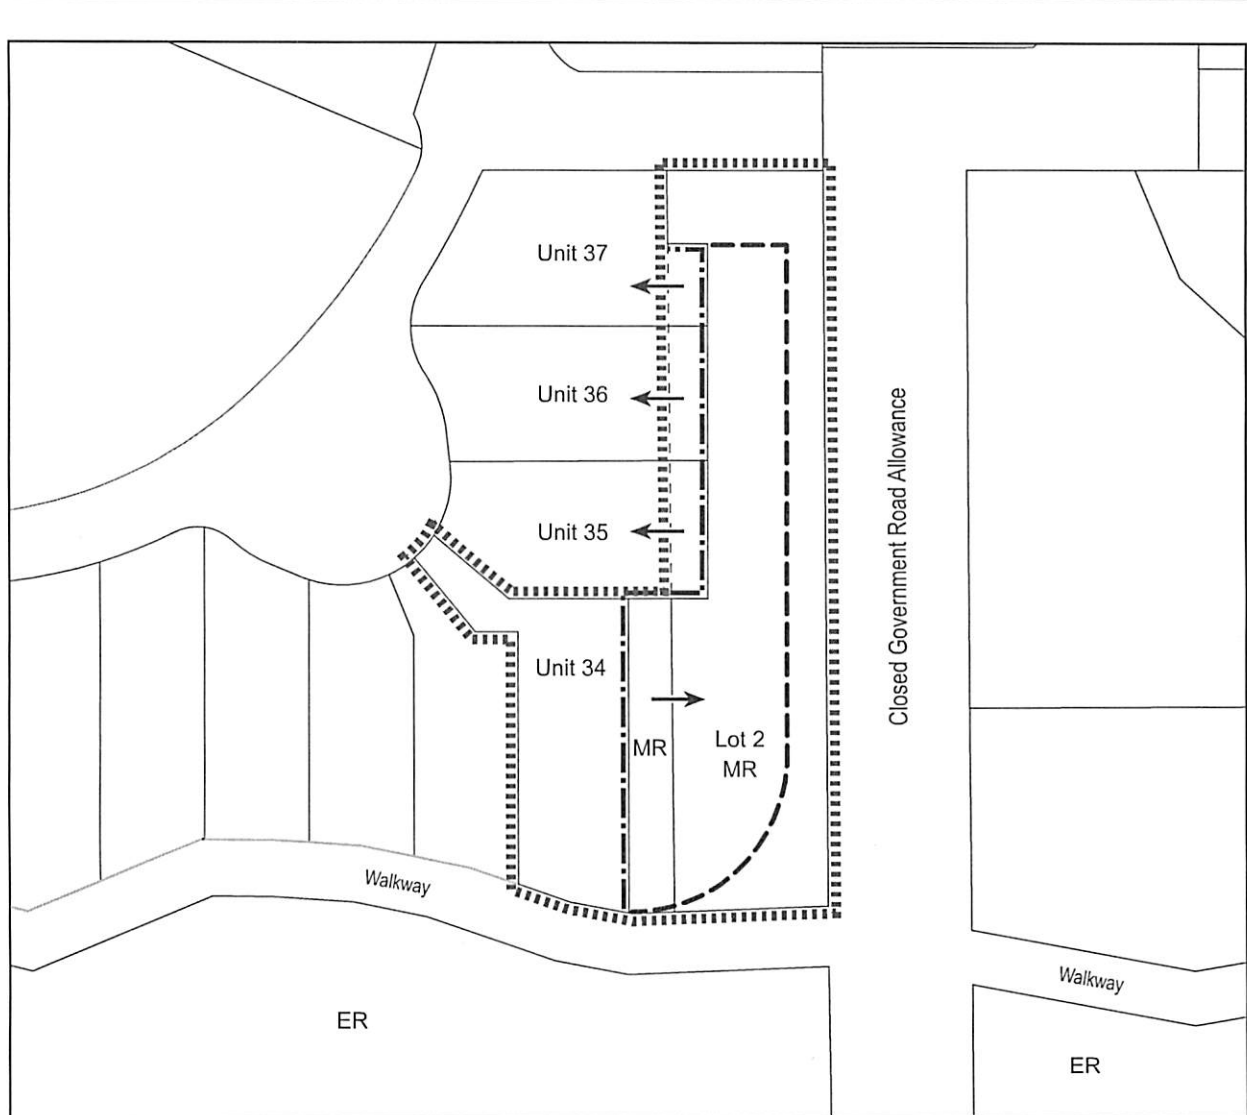 Unit 37
Unit 36
Unit 35
Unit 34
MR
Lot 2
MR
Closed Government Road Allowance
Walkway
Walkway
ER
ER